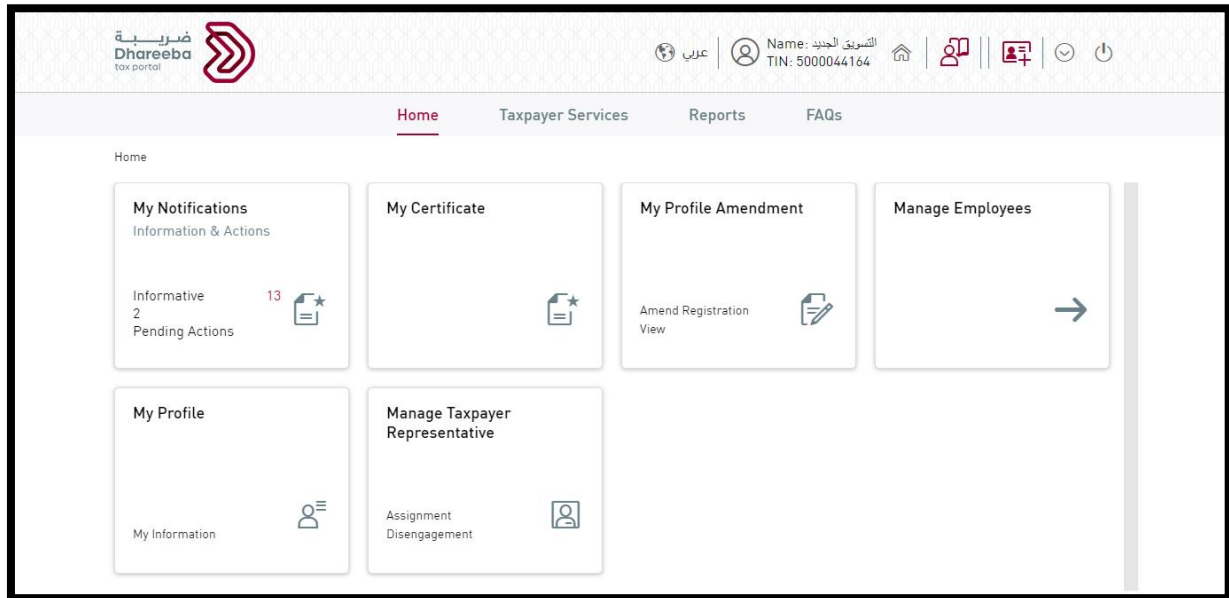 ضريبة
Dhareeba
tax portal
عربي
Name: التسويق الجديد
TIN: 5000044164
Home Taxpayer Services Reports FAQs
Home
My Notifications
Information & Actions
Informative 13
2
Pending Actions
My Certificate
My Profile Amendment
Amend Registration
View
Manage Employees
My Profile
My Information
Manage Taxpayer
Representative
Assignment
Disengagement